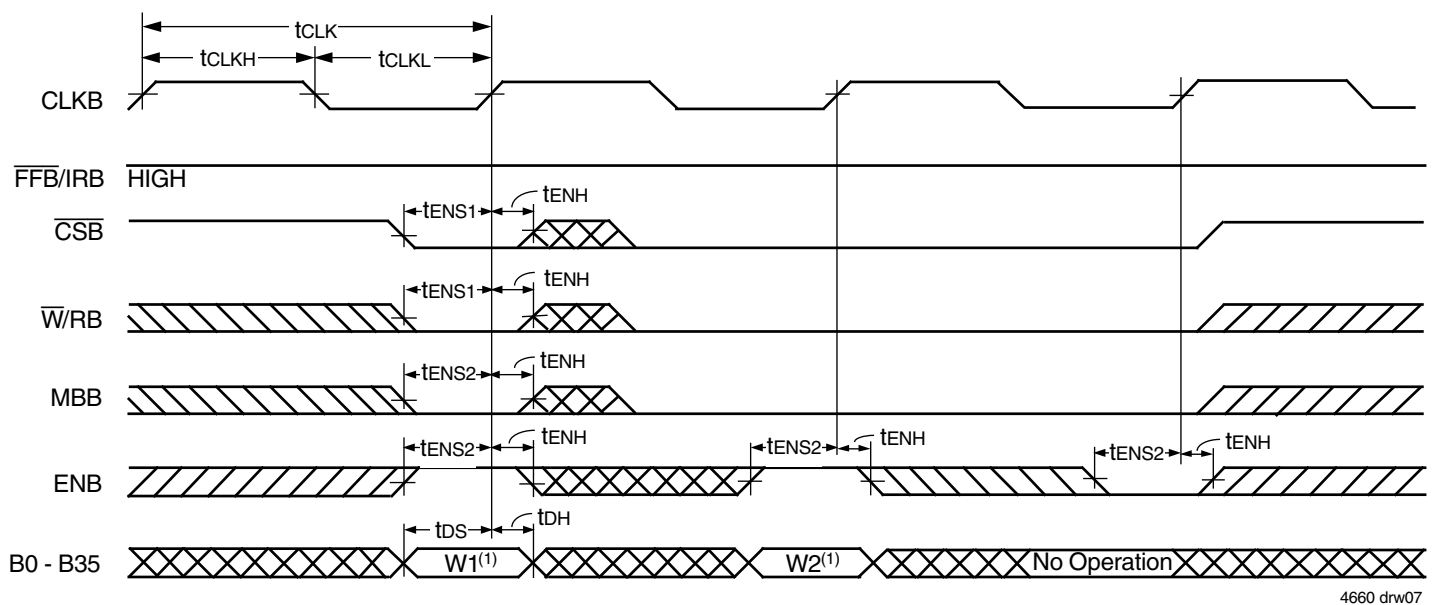 tCLK
tCLKH tCLKL
CLKB
FFB/IRB HIGH
tENS1 tENH
CSB
tENS1 tENH
W/RB
tENS2 tENH
MBB
tENS2 tENH tENS2 tENH tENS2 tENH
ENB
tDS tDH
B0 - B35 W1(1) W2(1) No Operation
4660 drw07